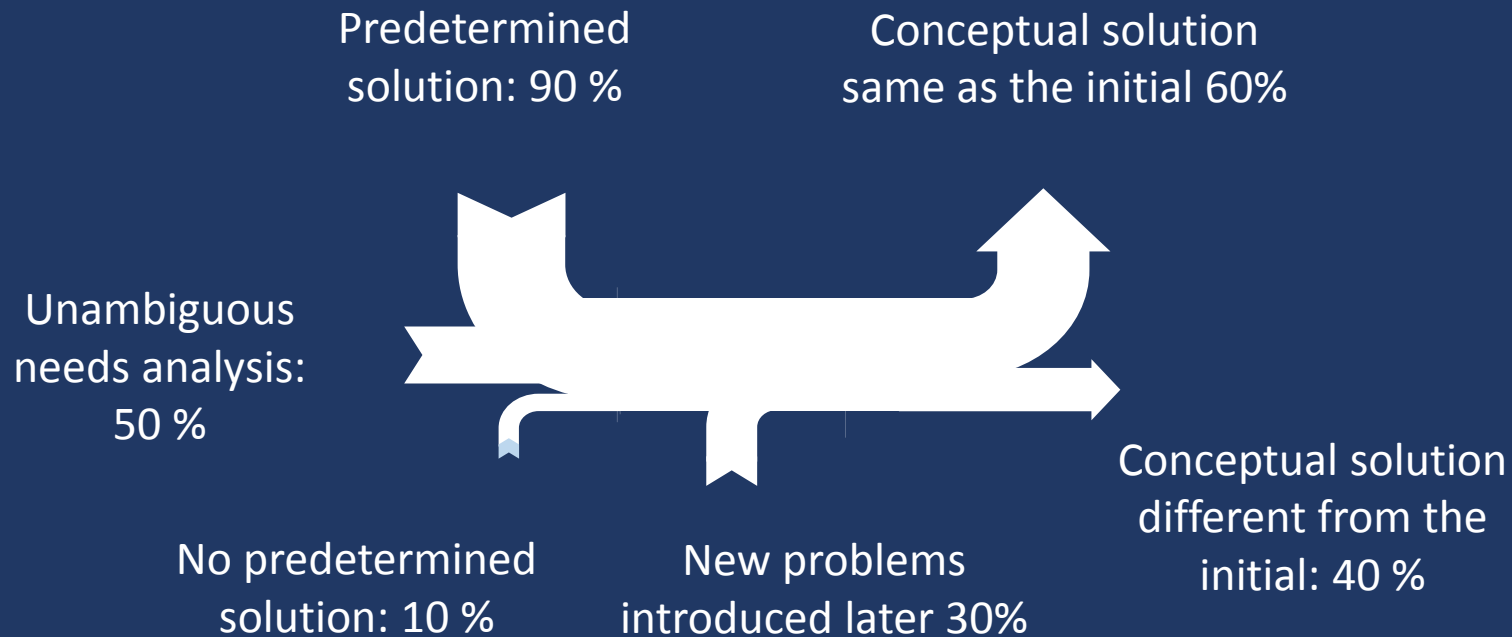 Predetermined
solution: 90 %
Conceptual solution
same as the initial 60%
Unambiguous
needs analysis:
50 %
Conceptual solution
different from the
initial: 40 %
No predetermined
solution: 10 %
New problems
introduced later 30%